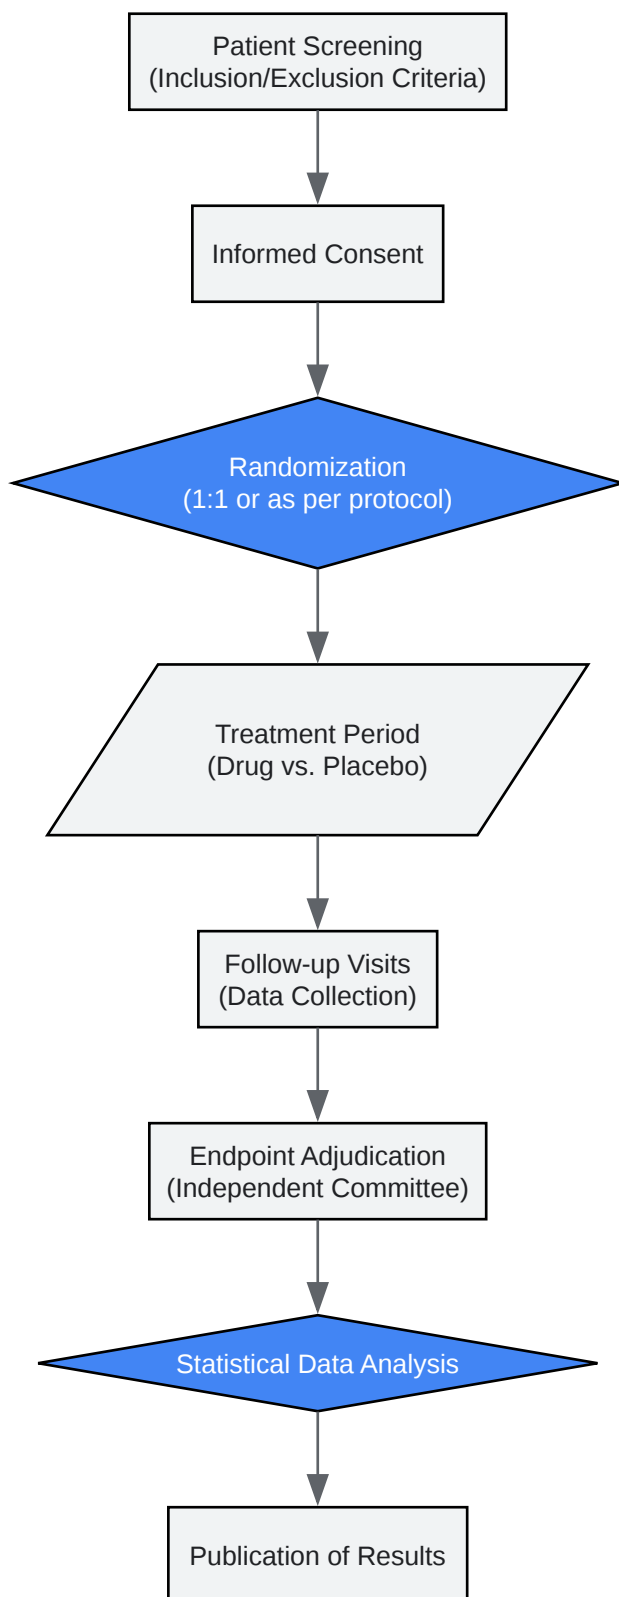 Patient Screening
(Inclusion/Exclusion Criteria)
Informed Consent
Randomization
(1:1 or as per protocol)
Treatment Period
(Drug vs. Placebo)
Follow-up Visits
(Data Collection)
Endpoint Adjudication
(Independent Committee)
Statistical Data Analysis
Publication of Results